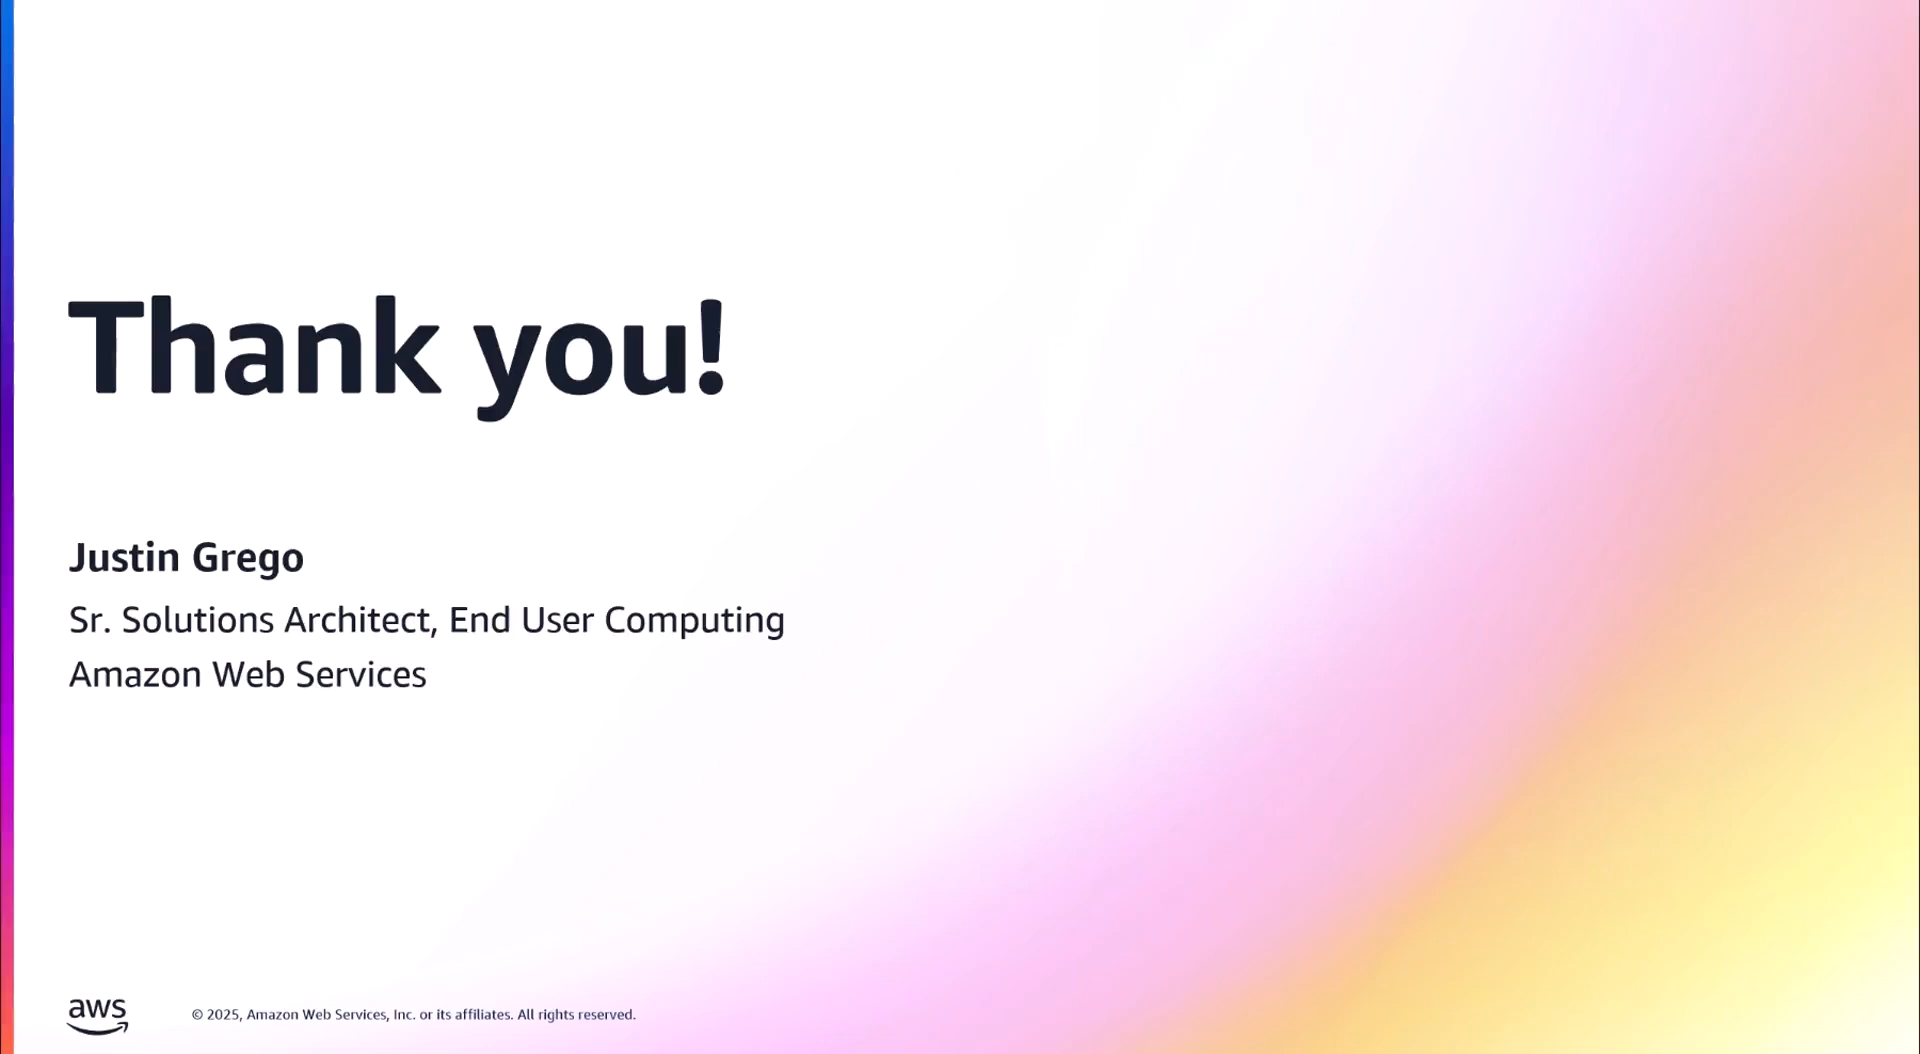 Thank you!
Justin Grego
Sr. Solutions Architect, End User Computing
Amazon Web Services
aws
© 2025, Amazon Web Services, Inc. or its affiliates. All rights reserved.